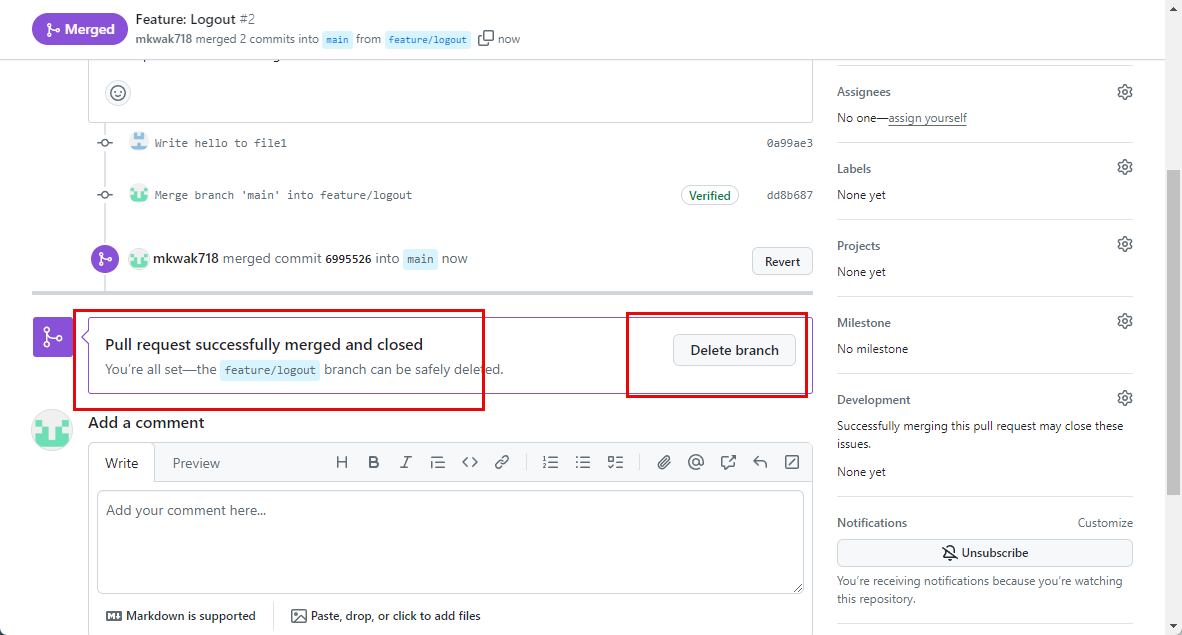 Merged
Feature: Logout #2
mkwak718 merged 2 commits into main from feature/logout now
Write hello to file1 0a99ae3
Merge branch 'main' into feature/logout Verified dd8b687
mkwak718 merged commit 6995526 into main now Revert
Pull request successfully merged and closed
You're all set—the feature/logout branch can be safely deleted.
Delete branch
Add a comment
Write Preview
Add your comment here...
Markdown is supported
Paste, drop, or click to add files
Assignees
No one—assign yourself
Labels
None yet
Projects
None yet
Milestone
No milestone
Development
Successfully merging this pull request may close these
issues.
None yet
Notifications Customize
Unsubscribe
You're receiving notifications because you're watching
this repository.